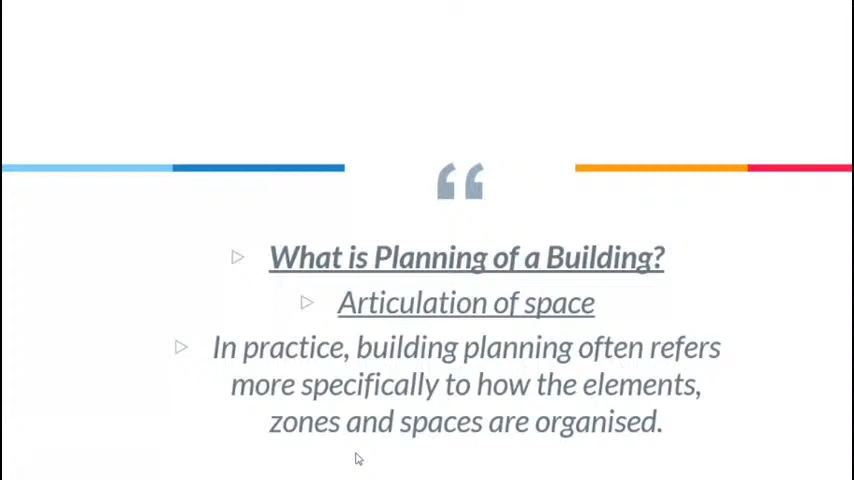 “
What is Planning of a Building?
Articulation of space
In practice, building planning often refers
more specifically to how the elements,
zones and spaces are organised.